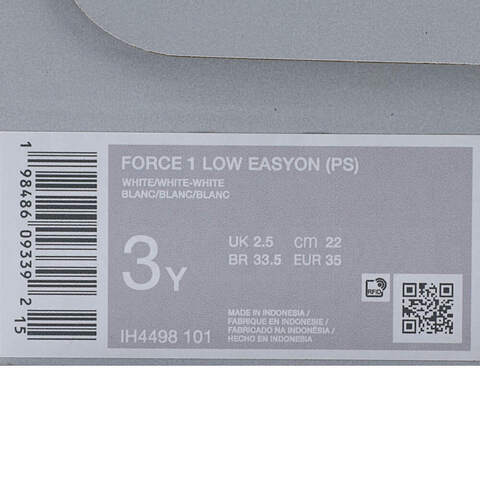 FORCE 1 LOW EASYON (PS)
WHITE/WHITE-WHITE
BLANC/BLANC/BLANC
3Y
UK 2.5 cm 22
BR 33.5 EUR 35
RFID
MADE IN INDONESIA/
FABRIQUE EN INDONESIE/
FABRICADO NA INDONÉSIA/
HECHO EN INDONESIA
IH4498 101
1 98486 09339 2 15